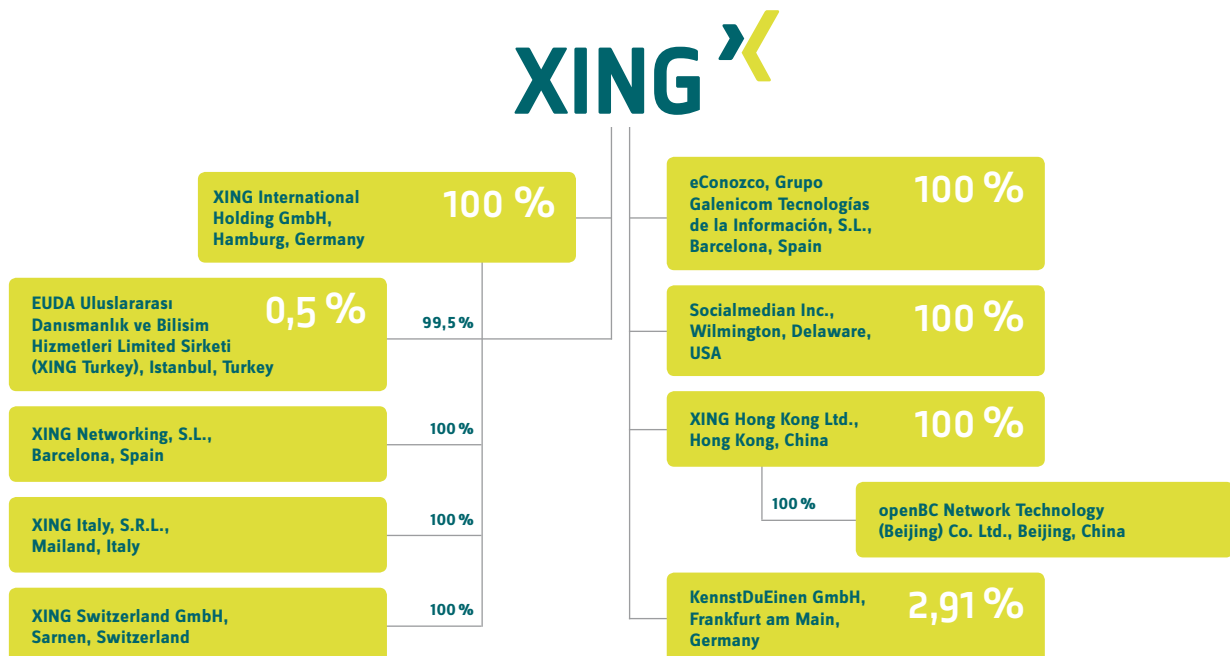 XING
XING International
Holding GmbH,
Hamburg, Germany
100 %
EUDA Uluslararası
Danısmanlık ve Bilisim
Hizmetleri Limited Sirketi
(XING Turkey), Istanbul, Turkey
0,5 %
99,5 %
XING Networking, S.L.,
Barcelona, Spain
100 %
XING Italy, S.R.L.,
Mailand, Italy
100 %
XING Switzerland GmbH,
Sarnen, Switzerland
100 %
eConozco, Grupo
Galenicom Tecnologías
de la Información, S.L.,
Barcelona, Spain
100 %
Socialmedian Inc.,
Wilmington, Delaware,
USA
100 %
XING Hong Kong Ltd.,
Hong Kong, China
100 %
100 %
openBC Network Technology
(Beijing) Co. Ltd., Beijing, China
KennstDuEinen GmbH,
Frankfurt am Main,
Germany
2,91 %